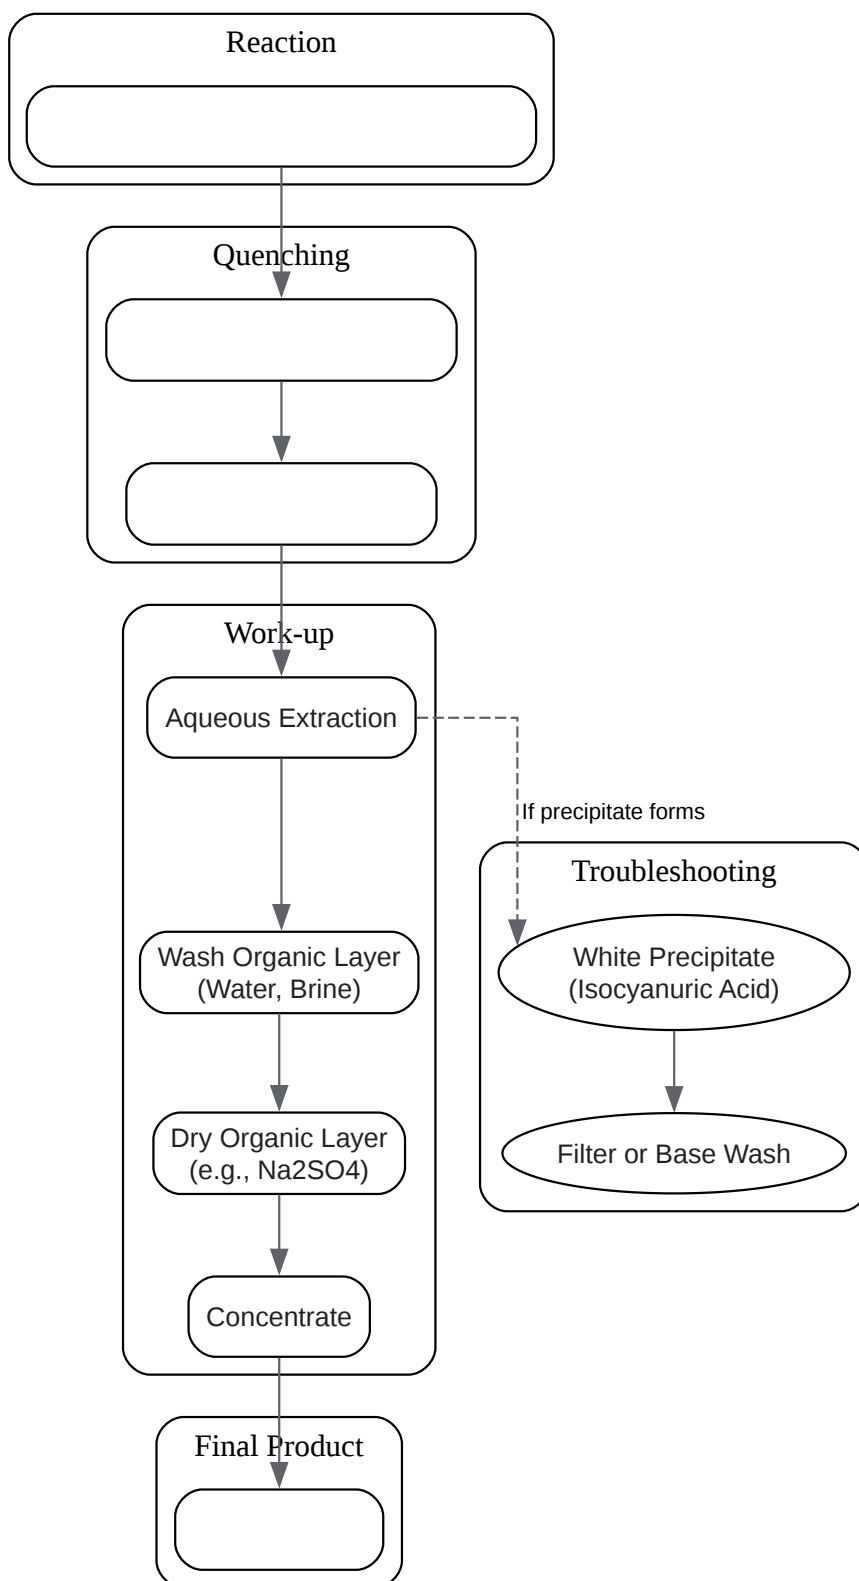 Reaction
Quenching
Work-up
Aqueous Extraction
If precipitate forms
Troubleshooting
Wash Organic Layer
(Water, Brine)
White Precipitate
(Isocyanuric Acid)
Dry Organic Layer
(e.g., Na2SO4)
Filter or Base Wash
Concentrate
Final Product